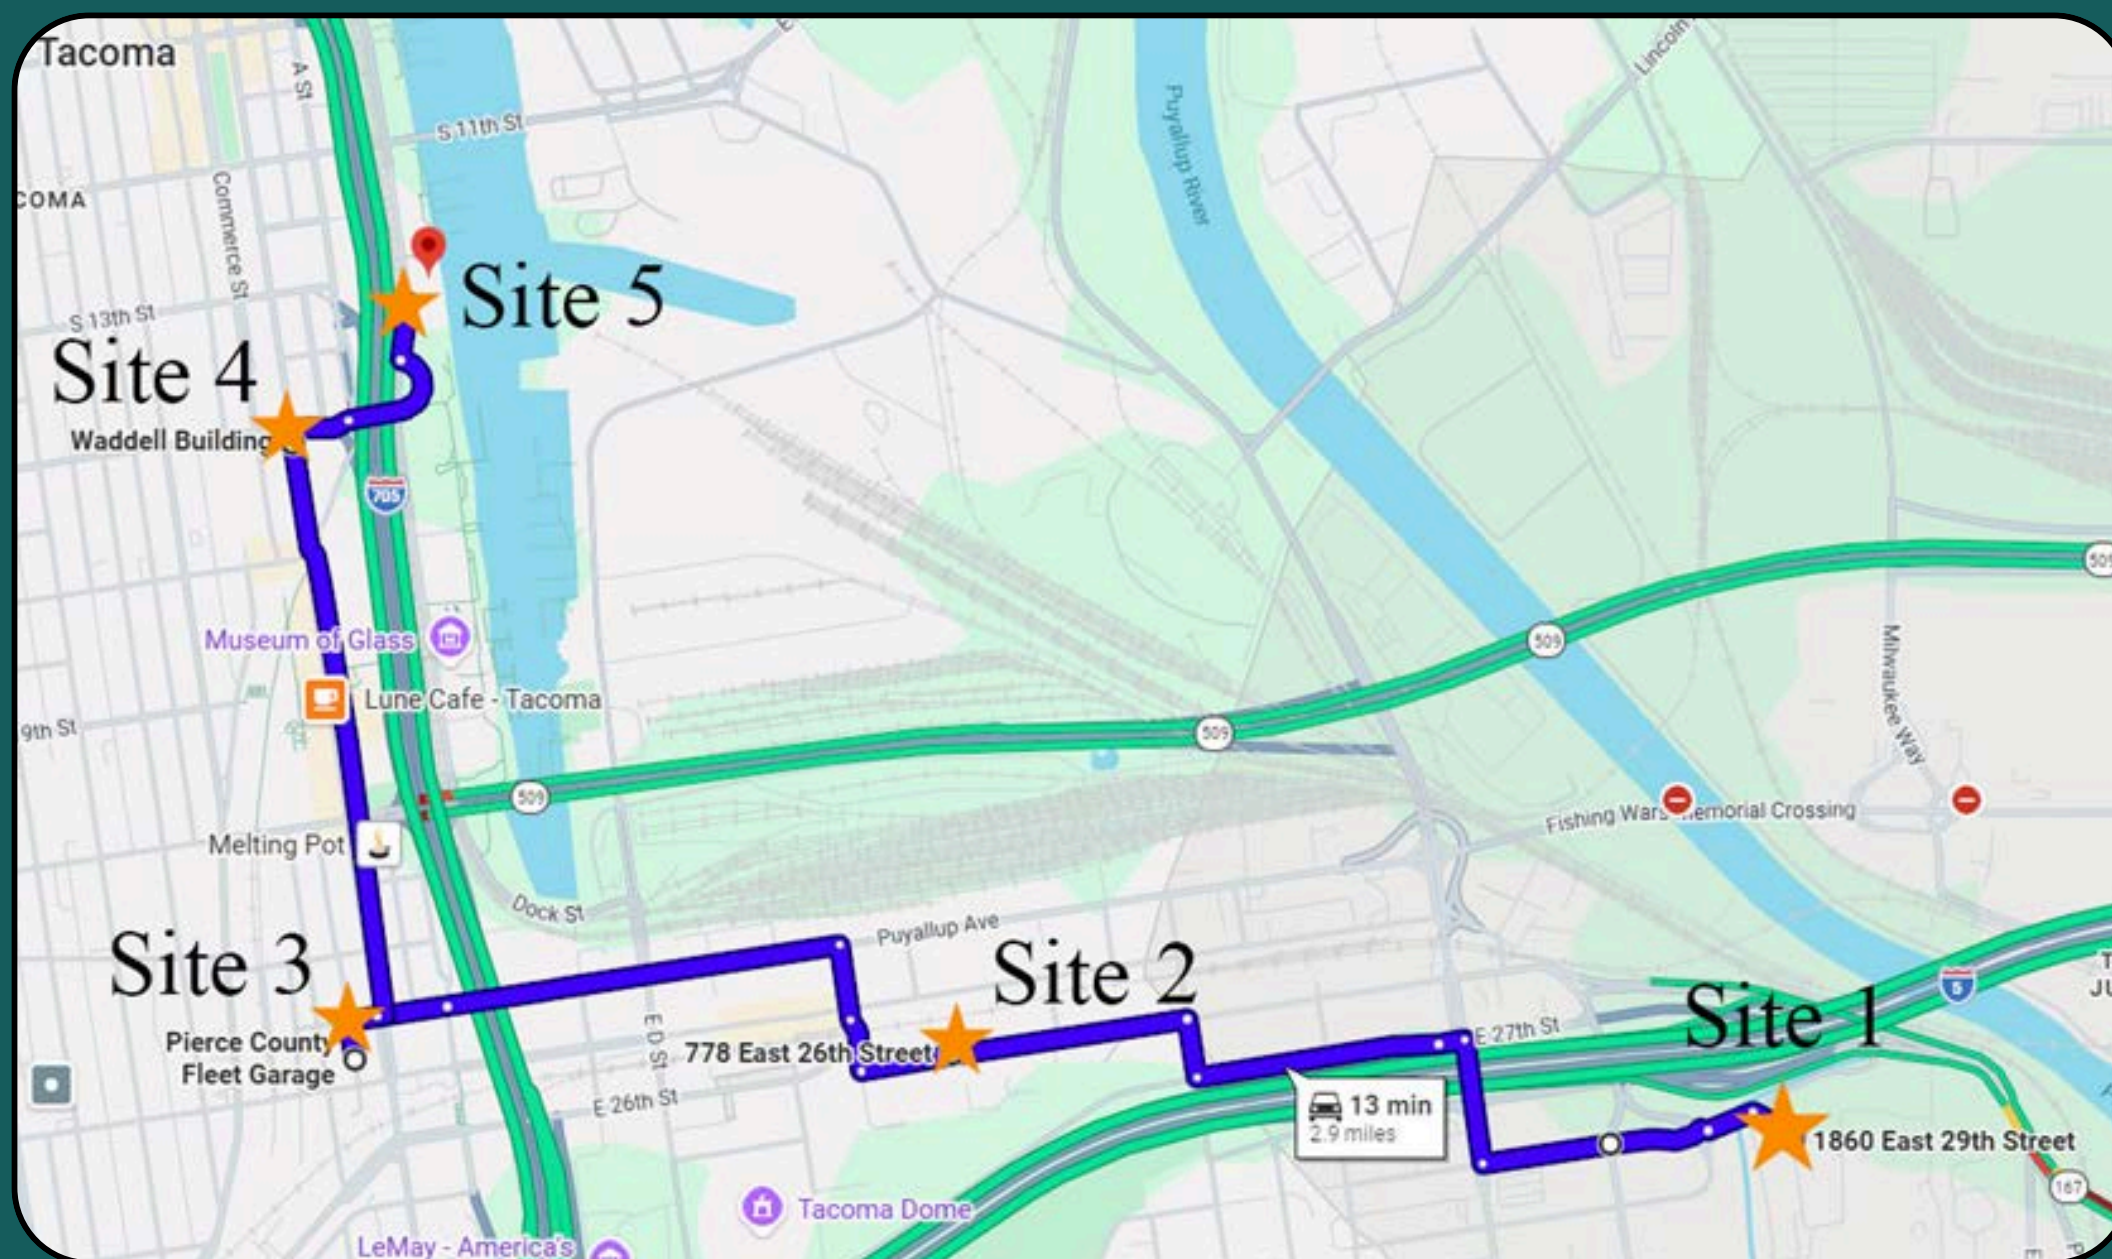 Tacoma
A St
S 11th St
Lincoln
Puyallup River
COMA
Commerce St
Site 5
S 13th St
Site 4
Waddell Building
705
509
509
Museum of Glass
Milwaukee Way
Lune Cafe - Tacoma
9th St
509
509
Fishing Wars Memorial Crossing
Melting Pot
Dock St
Puyallup Ave
Site 3
Site 2
5
Site 1
Pierce County
Fleet Garage
E D St
778 East 26th Street
E 27th St
E 26th St
13 min
2.9 miles
1860 East 29th Street
167
Tacoma Dome
LeMay - America's